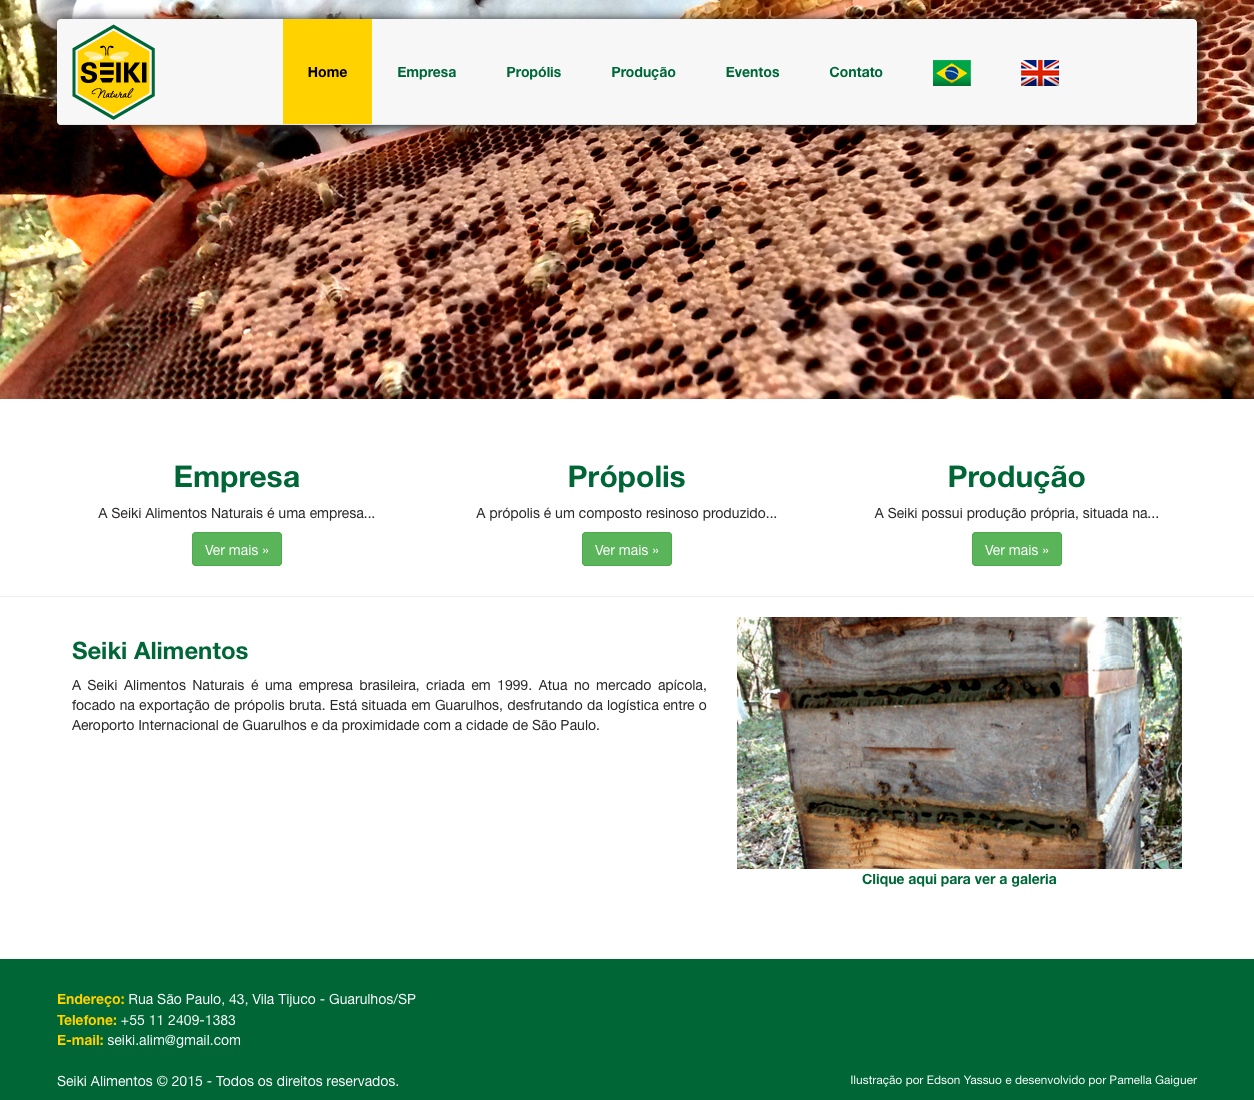 SEIKI
Natural
Home
Empresa
Propólis
Produção
Eventos
Contato
Empresa
A Seiki Alimentos Naturais é uma empresa...
Ver mais »
Própolis
A própolis é um composto resinoso produzido...
Ver mais »
Produção
A Seiki possui produção própria, situada na...
Ver mais »
Seiki Alimentos
A Seiki Alimentos Naturais é uma empresa brasileira, criada em 1999. Atua no mercado apícola,
focado na exportação de própolis bruta. Está situada em Guarulhos, desfrutando da logística entre o
Aeroporto Internacional de Guarulhos e da proximidade com a cidade de São Paulo.
Clique aqui para ver a galeria
Endereço: Rua São Paulo, 43, Vila Tijuco - Guarulhos/SP
Telefone: +55 11 2409-1383
E-mail: seiki.alim@gmail.com
Seiki Alimentos © 2015 - Todos os direitos reservados.
Ilustração por Edson Yassuo e desenvolvido por Pamella Gaiguer